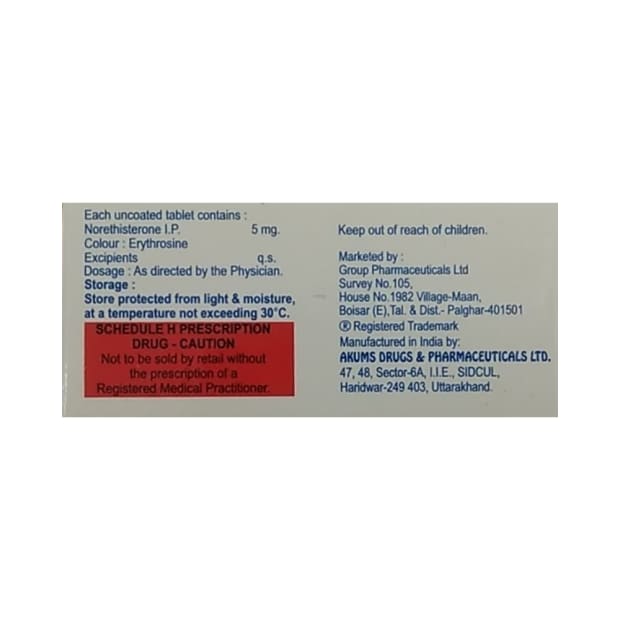 Each uncoated tablet contains :
Norethisterone I.P. 5 mg.
Colour : Erythrosine
Excipients q.s.
Dosage : As directed by the Physician.
Storage :
Store protected from light & moisture,
at a temperature not exceeding 30°C.
SCHEDULE H PRESCRIPTION
DRUG - CAUTION
Not to be sold by retail without
the prescription of a
Registered Medical Practitioner.
Keep out of reach of children.
Marketed by :
Group Pharmaceuticals Ltd
Survey No.105,
House No.1982 Village-Maan,
Boisar (E),Tal. & Dist.- Palghar-401501
® Registered Trademark
Manufactured in India by:
AKUMS DRUGS & PHARMACEUTICALS LTD.
47, 48, Sector-6A, I.I.E., SIDCUL,
Haridwar-249 403, Uttarakhand.